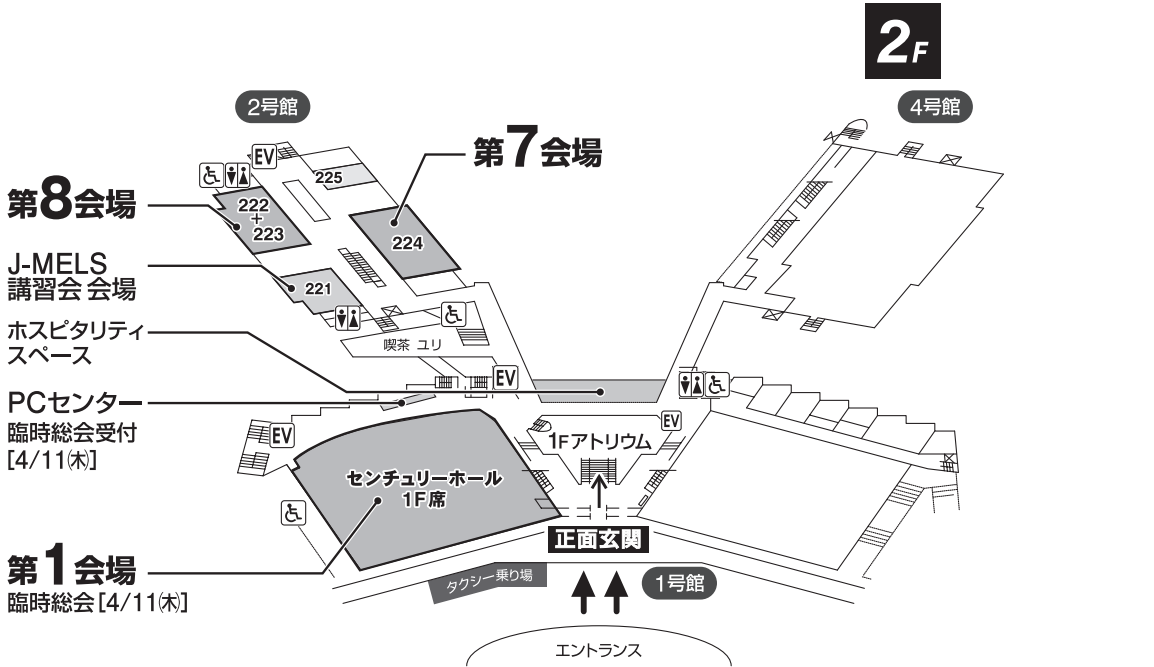 2F
2号館
4号館
EV
第7会場
225
第8会場
222
+
223
224
J-MELS
講習会 会場
221
ホスピタリティ
スペース
喫茶 ユリ
EV
PCセンター
臨時総会受付
[4/11㈭]
EV
EV
1Fアトリウム
センチュリーホール
1F席
正面玄関
第1会場
臨時総会[4/11㈭]
タクシー乗り場
1号館
エントランス